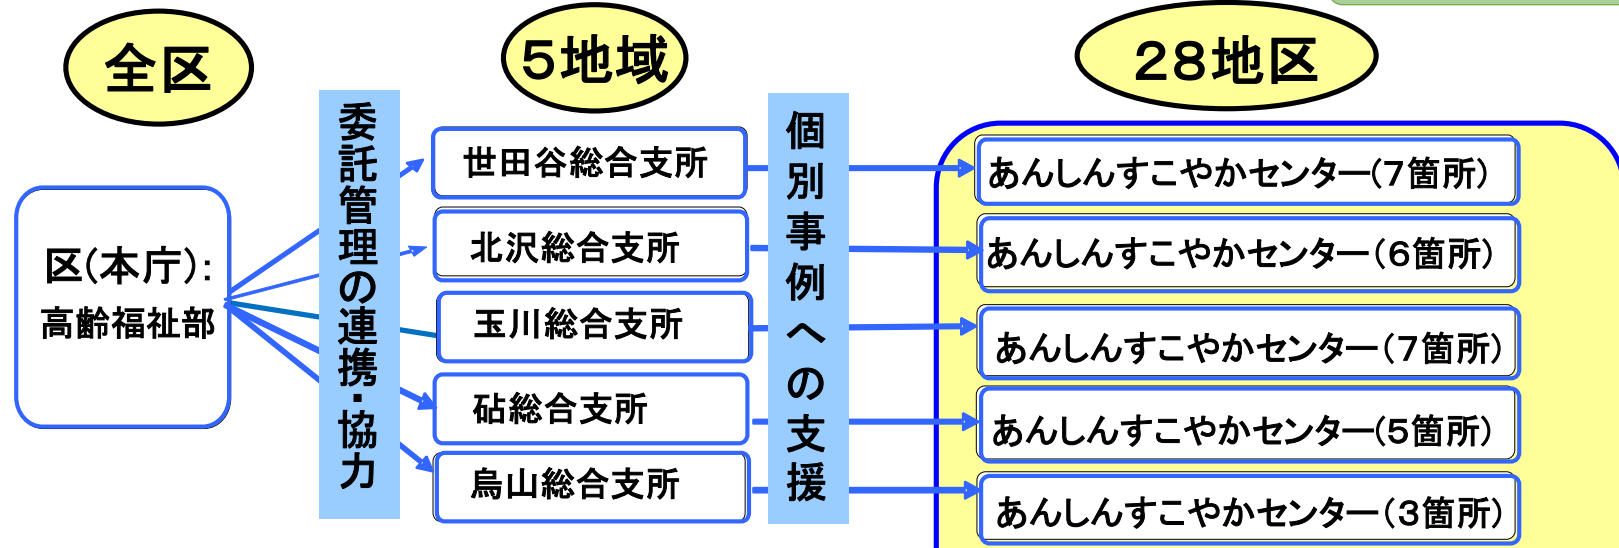 全区
5地域
28地区
区(本庁):
高齢福祉部
委託管理の連携・協力
世田谷総合支所
北沢総合支所
玉川総合支所
砧総合支所
烏山総合支所
個別事例への支援
あんしんすこやかセンター(7箇所)
あんしんすこやかセンター(6箇所)
あんしんすこやかセンター(7箇所)
あんしんすこやかセンター(5箇所)
あんしんすこやかセンター(3箇所)